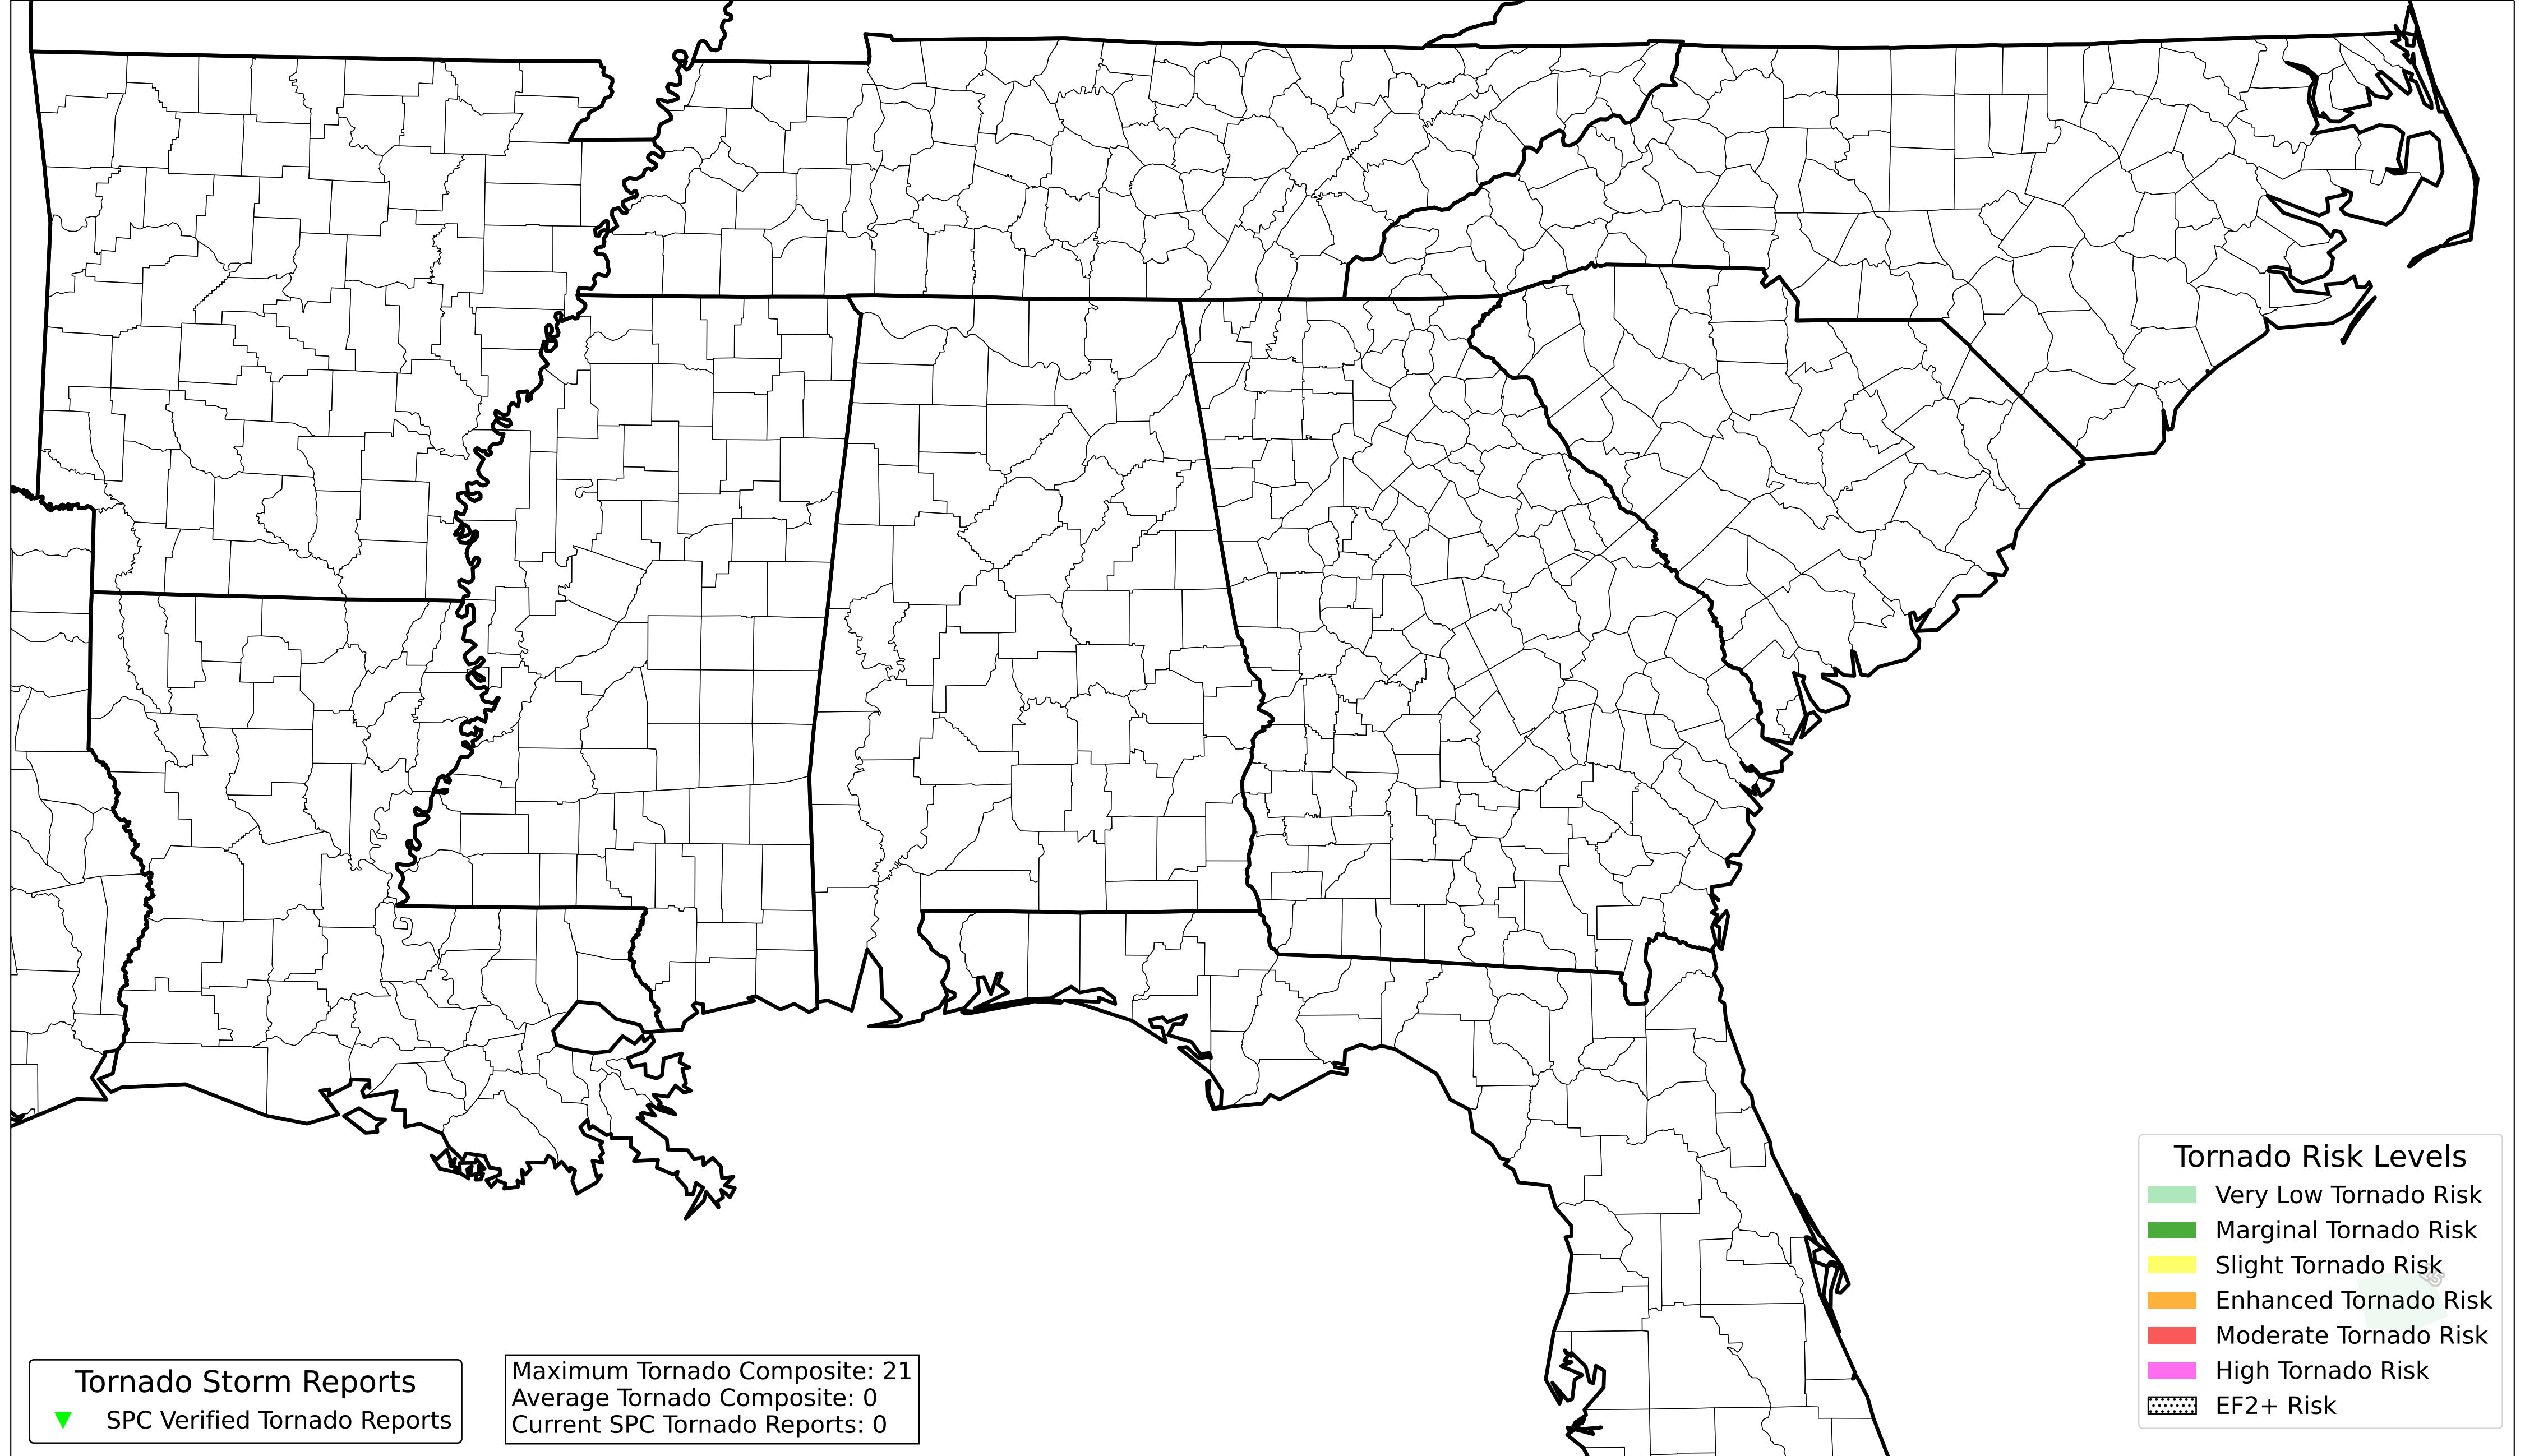 Tornado Risk Levels
Very Low Tornado Risk
Marginal Tornado Risk
Slight Tornado Risk
Enhanced Tornado Risk
Moderate Tornado Risk
High Tornado Risk
EF2+ Risk
Tornado Storm Reports
SPC Verified Tornado Reports
Maximum Tornado Composite: 21
Average Tornado Composite: 0
Current SPC Tornado Reports: 0